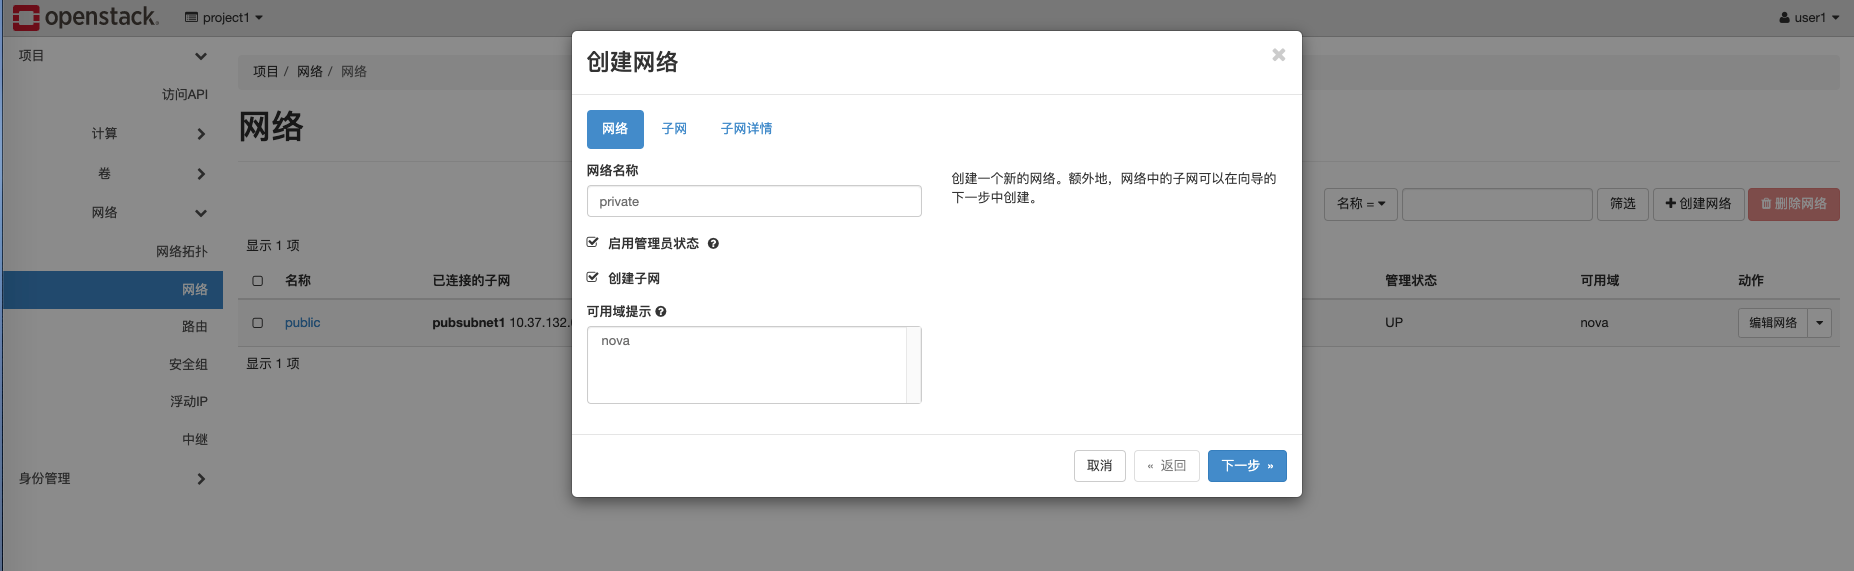 openstack. project1 user1
项目
访问API
计算
卷
网络
网络拓扑
网络
路由
安全组
浮动IP
中继
身份管理
项目 / 网络 / 网络
网络
名称 = 筛选 创建网络 删除网络
显示 1 项
名称 已连接的子网 管理状态 可用域 动作
public pubsubnet1 10.37.132. UP nova 编辑网络
显示 1 项
创建网络 ×
网络 子网 子网详情
网络名称
private
启用管理员状态
创建子网
可用域提示
nova
创建一个新的网络。额外地，网络中的子网可以在向导的
下一步中创建。
取消 « 返回 下一步 »